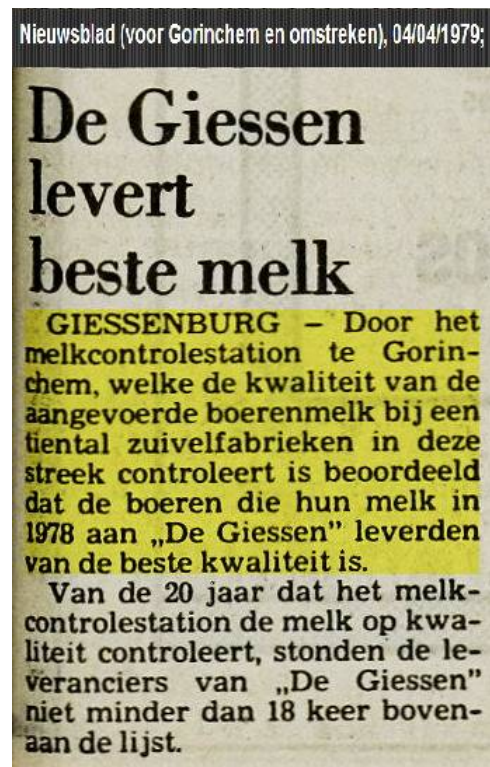 Nieuwsblad (voor Gorinchem en omstreken), 04/04/1979;
De Giessen
levert
beste melk
GIESSENBURG – Door het
melkcontrolestation te Gorin-
chem, welke de kwaliteit van de
aangevoerde boerenmelk bij een
tiental zuivelfabrieken in deze
streek controleert is beoordeeld
dat de boeren die hun melk in
1978 aan „De Giessen” leverden
van de beste kwaliteit is.
Van de 20 jaar dat het melk-
controlestation de melk op kwa-
liteit controleert, stonden de le-
veranciers van „De Giessen”
niet minder dan 18 keer boven-
aan de lijst.